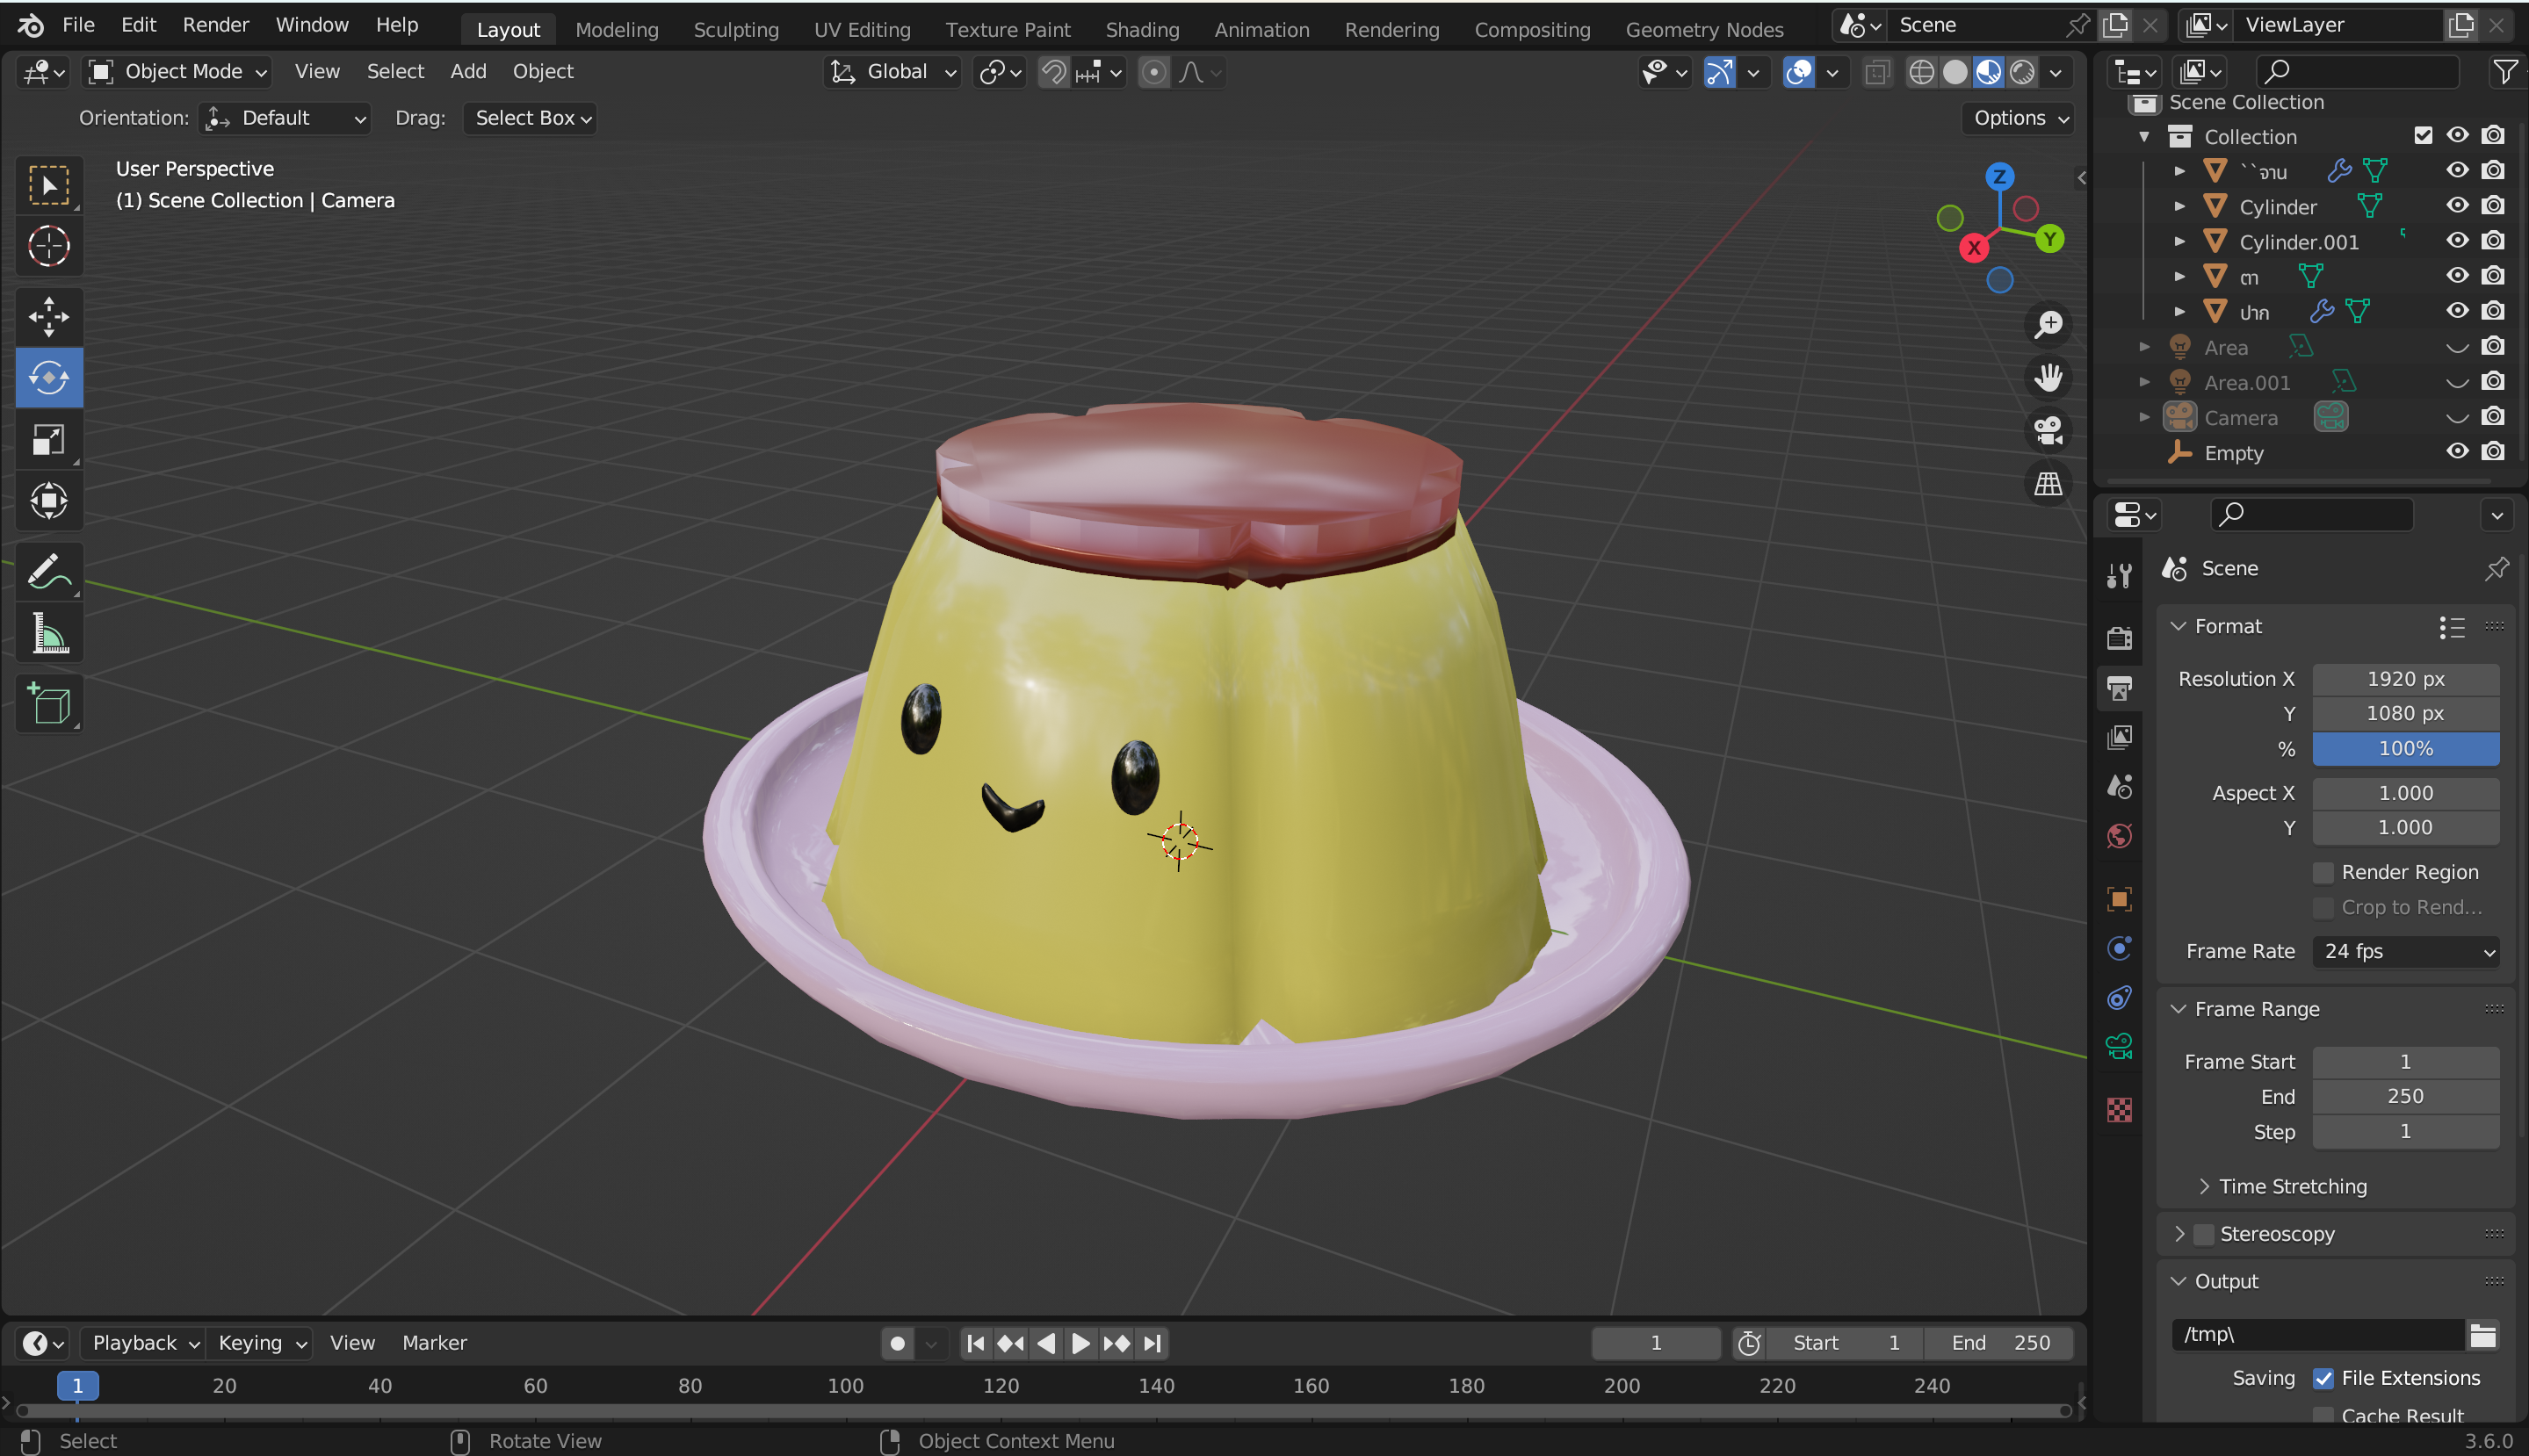 File Edit Render Window Help Layout Modeling Sculpting UV Editing Texture Paint Shading Animation Rendering Compositing Geometry Nodes Scene ViewLayer
Object Mode View Select Add Object Global
Orientation: Default Drag: Select Box Options
User Perspective
(1) Scene Collection | Camera
Z
Y
X
Scene Collection
Collection
``จาน
Cylinder
Cylinder.001
ตา
ปาก
Area
Area.001
Camera
Empty
Scene
Format
Resolution X 1920 px
Y 1080 px
% 100%
Aspect X 1.000
Y 1.000
Render Region
Crop to Rend...
Frame Rate 24 fps
Frame Range
Frame Start 1
End 250
Step 1
Time Stretching
Stereoscopy
Output
/tmp\
Saving File Extensions
Cache Result
Playback Keying View Marker 1 Start 1 End 250
1 20 40 60 80 100 120 140 160 180 200 220 240
Select Rotate View Object Context Menu 3.6.0